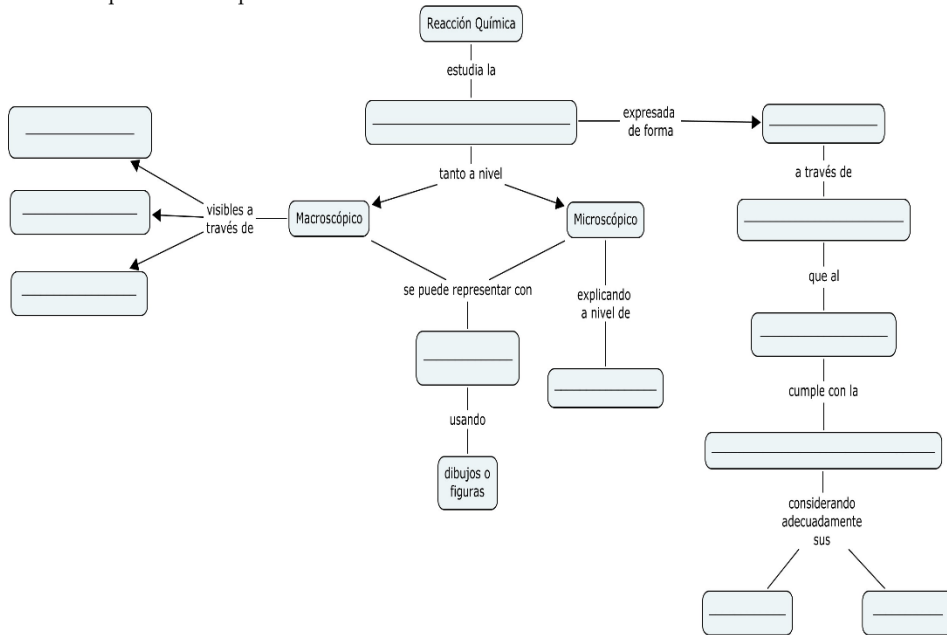 Reacción Química
estudia la
expresada
de forma
tanto a nivel
a través de
visibles a
través de
Macroscópico
Microscópico
que al
se puede representar con
explicando
a nivel de
cumple con la
usando
dibujos o
figuras
considerando
adecuadamente
sus